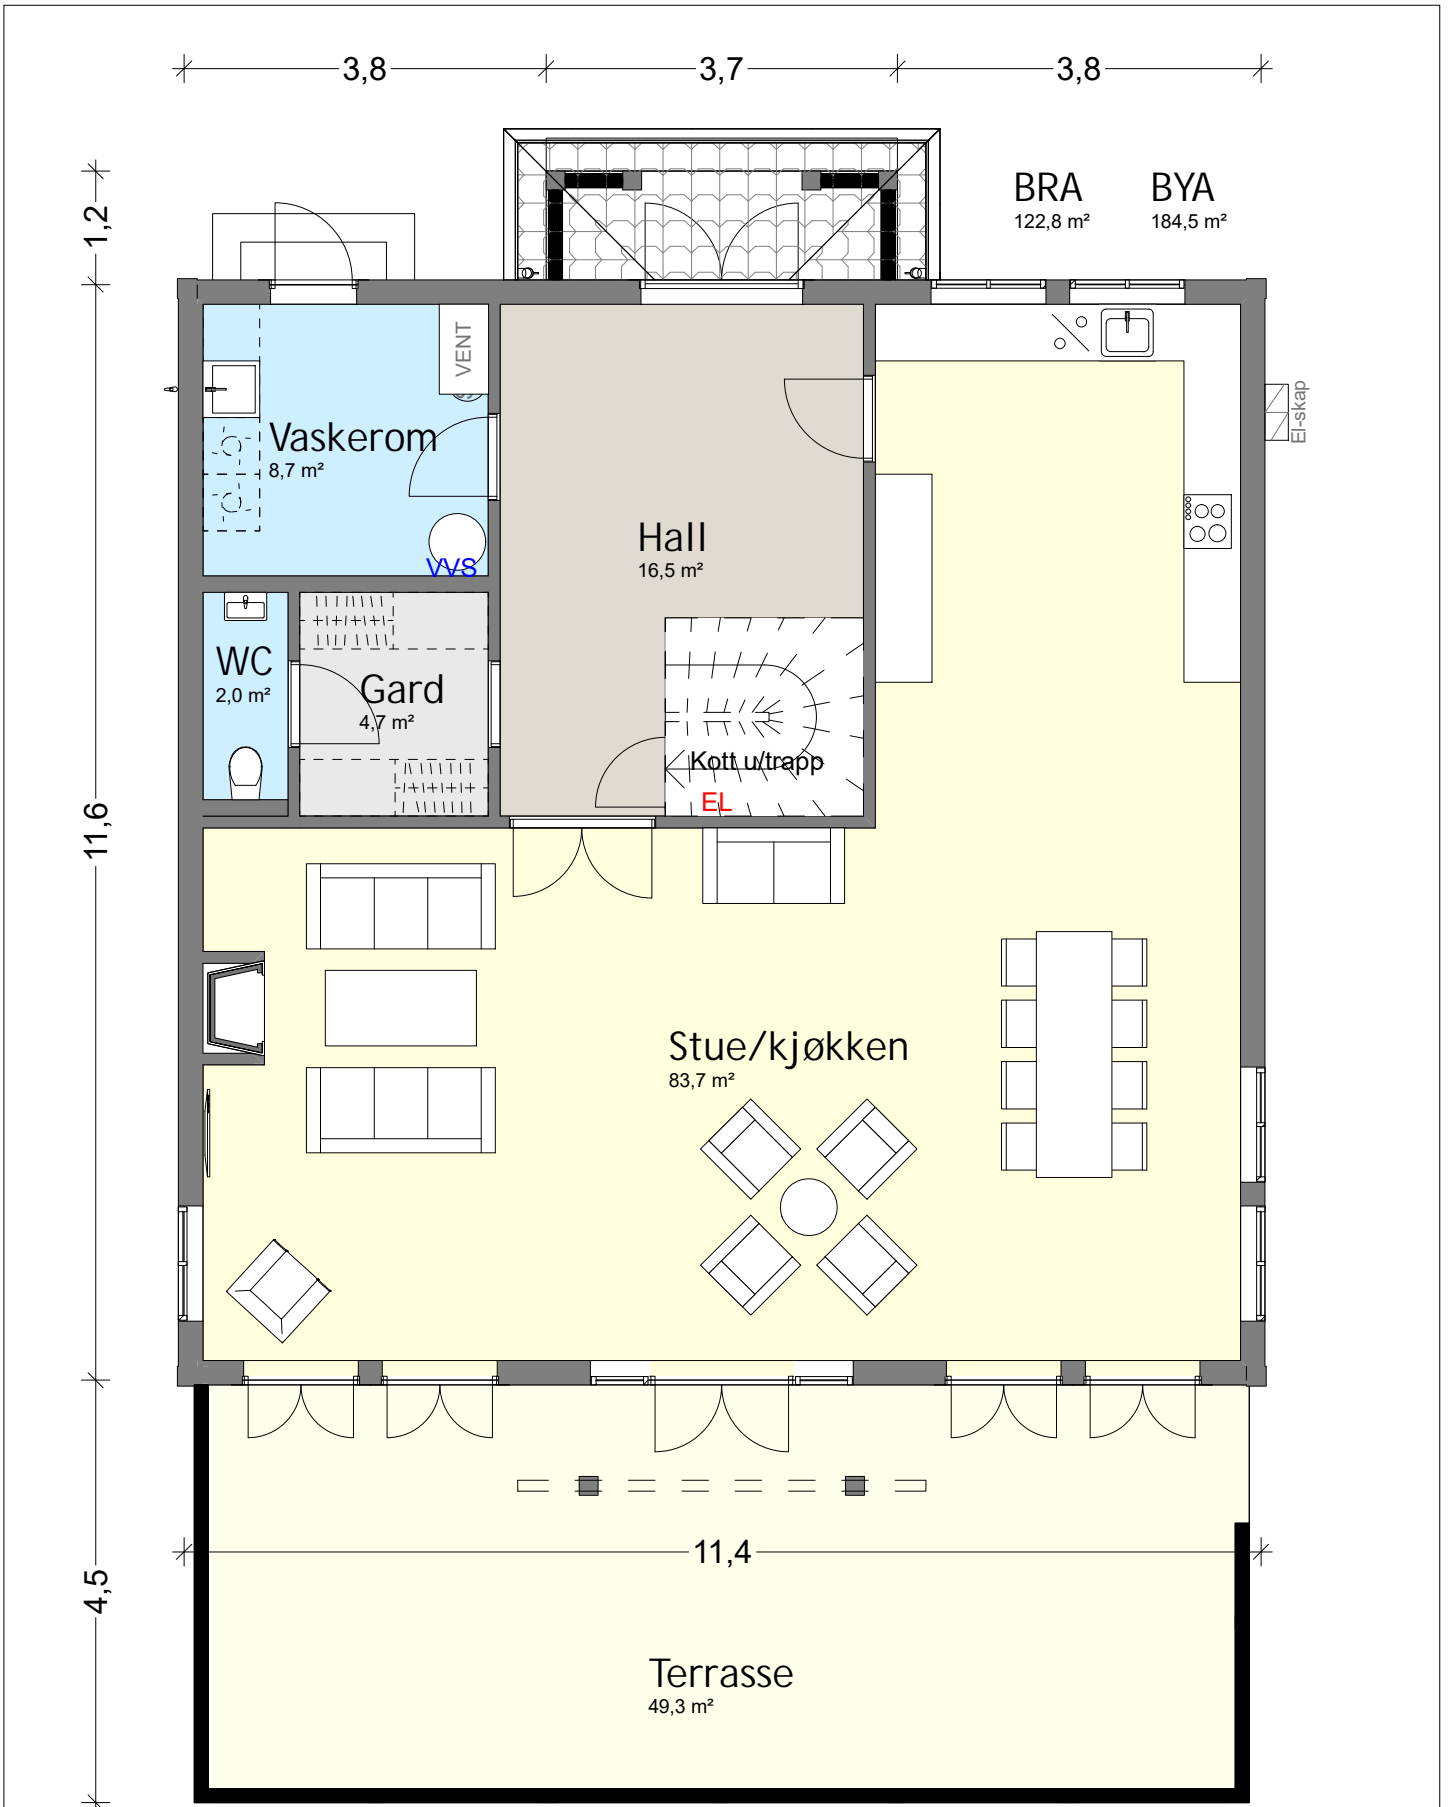 3,8
3,7
3,8
1,2
BRA
BYA
122,8 m²
184,5 m²
VENT
El-skap
Vaskerom
8,7 m²
VVS
Hall
16,5 m²
WC
2,0 m²
Gard
4,7 m²
Kott u/trapp
EL
11,6
Stue/kjøkken
83,7 m²
11,4
4,5
Terrasse
49,3 m²